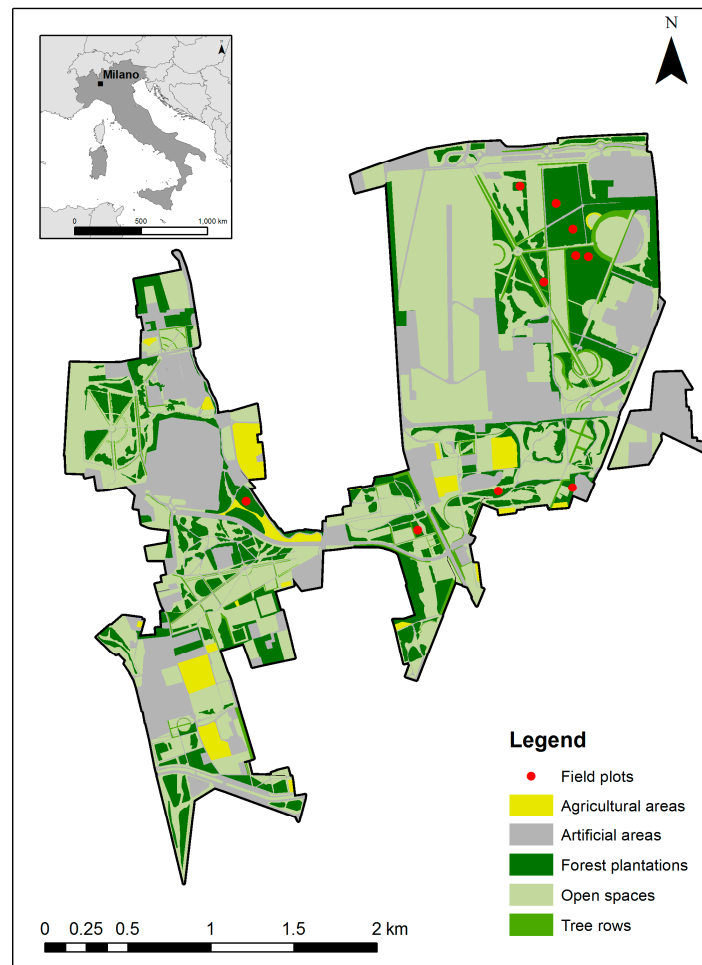 N
Milano
0 500 1,000 km
Legend
Field plots
Agricultural areas
Artificial areas
Forest plantations
Open spaces
Tree rows
0 0.25 0.5 1 1.5 2 km